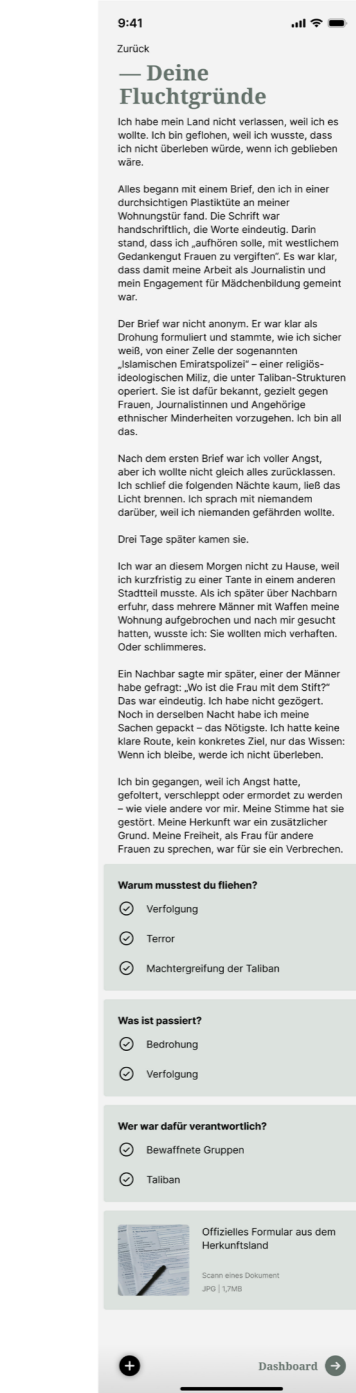 9:41
Zurück
— Deine
Fluchtgründe
Ich habe mein Land nicht verlassen, weil ich es
wollte. Ich bin geflohen, weil ich wusste, dass
ich nicht überleben würde, wenn ich geblieben
wäre.
Alles begann mit einem Brief, den ich in einer
durchsichtigen Plastiktüte an meiner
Wohnungstür fand. Die Schrift war
handschriftlich, die Worte eindeutig. Darin
stand, dass ich „aufhören solle, mit westlichem
Gedankengut Frauen zu vergiften“. Es war klar,
dass damit meine Arbeit als Journalistin und
mein Engagement für Mädchenbildung gemeint
war.
Der Brief war nicht anonym. Er war klar als
Drohung formuliert und stammte, wie ich sicher
weiß, von einer Zelle der sogenannten
„Islamischen Emiratspolizei“ – einer religiös-
ideologischen Miliz, die unter Taliban-Strukturen
operiert. Sie ist dafür bekannt, gezielt gegen
Frauen, Journalistinnen und Angehörige
ethnischer Minderheiten vorzugehen. Ich bin all
das.
Nach dem ersten Brief war ich voller Angst,
aber ich wollte nicht gleich alles zurücklassen.
Ich schlief die folgenden Nächte kaum, ließ das
Licht brennen. Ich sprach mit niemandem
darüber, weil ich niemanden gefährden wollte.
Drei Tage später kamen sie.
Ich war an diesem Morgen nicht zu Hause, weil
ich kurzfristig zu einer Tante in einem anderen
Stadtteil musste. Als ich später über Nachbarn
erfuhr, dass mehrere Männer mit Waffen meine
Wohnung aufgebrochen und nach mir gesucht
hatten, wusste ich: Sie wollten mich verhaften.
Oder schlimmeres.
Ein Nachbar sagte mir später, einer der Männer
habe gefragt: „Wo ist die Frau mit dem Stift?“
Das war eindeutig. Ich habe nicht gezögert.
Noch in derselben Nacht habe ich meine
Sachen gepackt – das Nötigste. Ich hatte keine
klare Route, kein konkretes Ziel, nur das Wissen:
Wenn ich bleibe, werde ich nicht überleben.
Ich bin gegangen, weil ich Angst hatte,
gefoltert, verschleppt oder ermordet zu werden
– wie viele andere vor mir. Meine Stimme hat sie
gestört. Meine Herkunft war ein zusätzlicher
Grund. Meine Freiheit, als Frau für andere
Frauen zu sprechen, war für sie ein Verbrechen.
Warum musstest du fliehen?
Verfolgung
Terror
Machtergreifung der Taliban
Was ist passiert?
Bedrohung
Verfolgung
Wer war dafür verantwortlich?
Bewaffnete Gruppen
Taliban
Offizielles Formular aus dem
Herkunftsland
Scann eines Dokument
JPG | 1,7MB
Dashboard